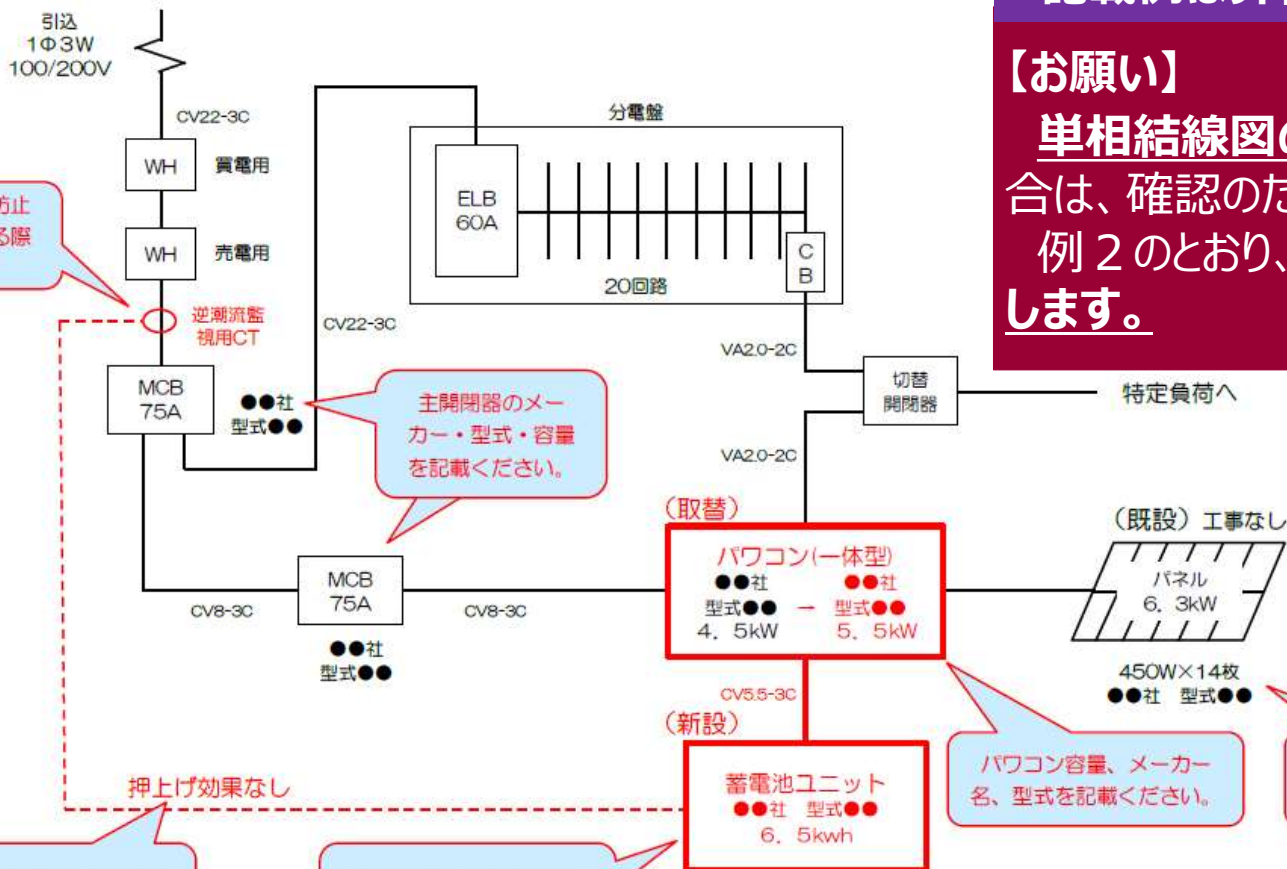 引込
1Φ3W
100/200V
CV22-3C
WH 買電用
WH 売電用
逆潮流監
視用CT
MCB
75A
●●社
型式●●
主開閉器のメー
カー・型式・容量
を記載ください。
CV22-3C
分電盤
ELB
60A
20回路
C
B
VA2.0-2C
切替
開閉器
特定負荷へ
VA2.0-2C
【お願い】
単相結線図
合は、確認の
例2のとおり、
します。
CV8-3C
MCB
75A
●●社
型式●●
CV8-3C
(取替)
パワコン(一体型)
●●社 ●●社
型式●● → 型式●●
4.5kW 5.5kW
(既設)工事なし
パネル
6.3kW
450W×14枚
●●社 型式●●
CV5.5-3C
(新設)
蓄電池ユニット
●●社 型式●●
6.5kwh
パワコン容量、メーカー
名、型式を記載ください。
押上げ効果なし
防止
る際